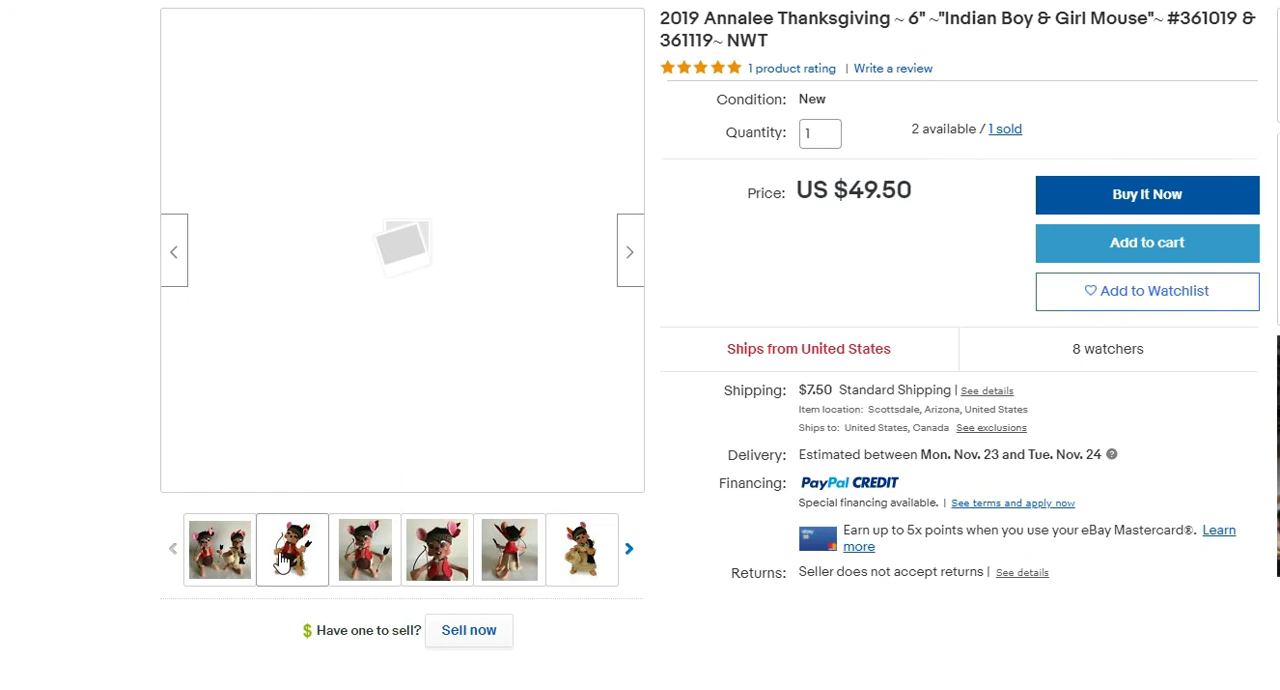 2019 Annalee Thanksgiving ~ 6" ~"Indian Boy & Girl Mouse"~ #361019 &
361119~ NWT
1 product rating | Write a review
Condition: New
Quantity: 1 2 available / 1 sold
Price: US $49.50
Buy It Now
Add to cart
Add to Watchlist
Ships from United States
8 watchers
Shipping: $7.50 Standard Shipping | See details
Item location: Scottsdale, Arizona, United States
Ships to: United States, Canada See exclusions
Delivery: Estimated between Mon. Nov. 23 and Tue. Nov. 24
Financing: PayPal CREDIT
Special financing available. | See terms and apply now
Earn up to 5x points when you use your eBay Mastercard®. Learn
more
Returns: Seller does not accept returns | See details
$ Have one to sell? Sell now